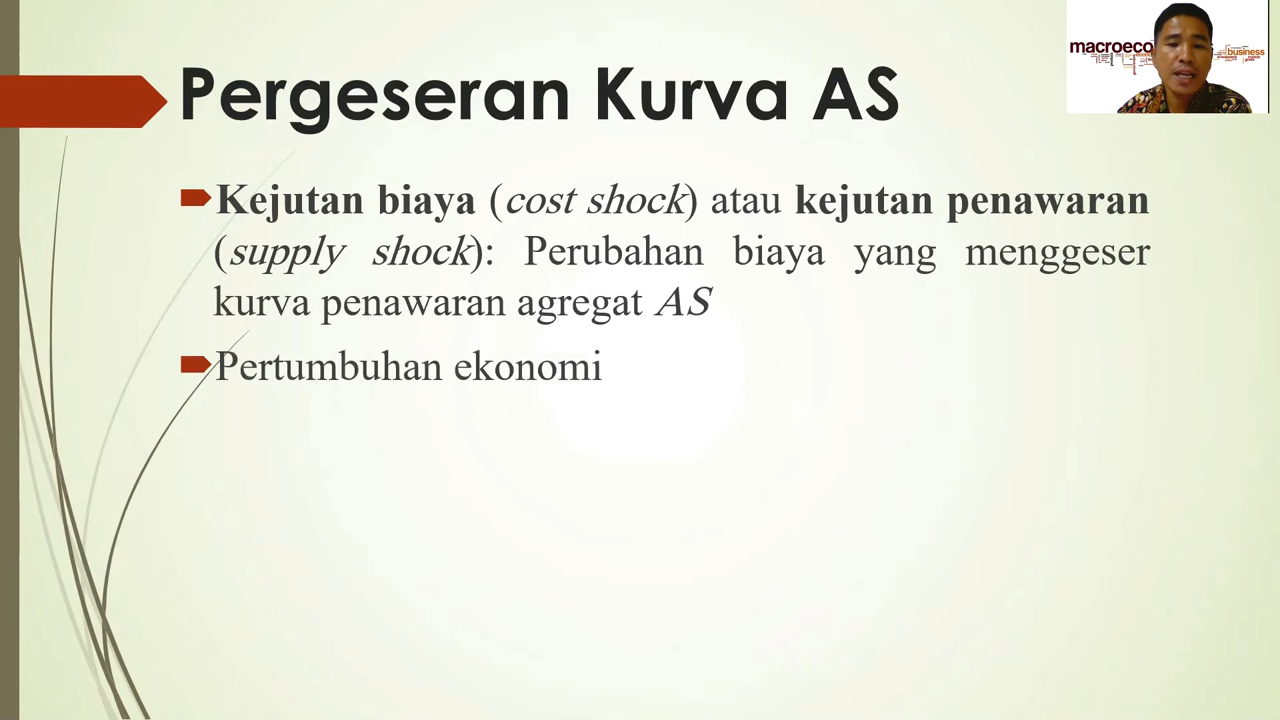 Pergeseran Kurva AS
macroeco
business
Kejutan biaya (cost shock) atau kejutan penawaran
(supply shock): Perubahan biaya yang menggeser
kurva penawaran agregat AS
Pertumbuhan ekonomi